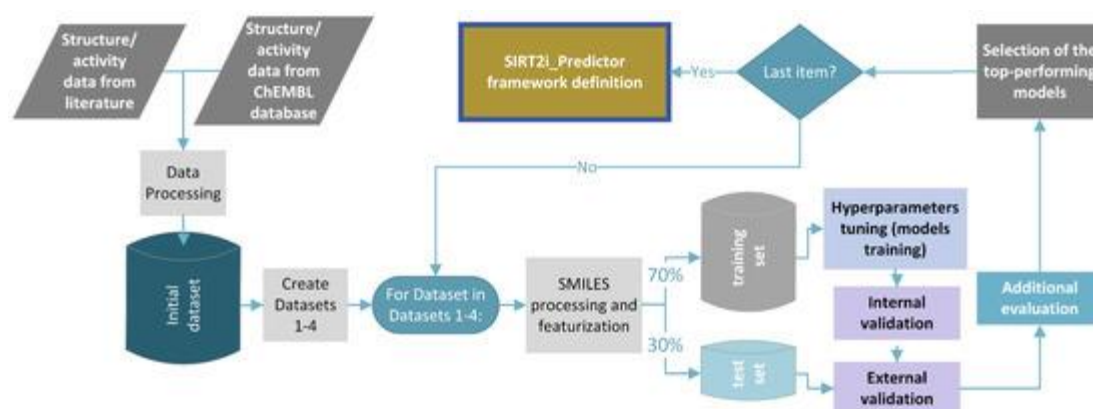 Structure/
activity
data from
literature
Structure/
activity
data from
ChEMBL
database
SIRT2i_Predictor
framework definition
Yes
Last item?
Selection of the
top-performing
models
No
Data
Processing
Initial
dataset
Create
Datasets
1-4
For Dataset in
Datasets 1-4:
SMILES
processing and
featurization
70%
30%
training
set
test
set
Hyperparameters
tuning (models
training)
Internal
validation
External
validation
Additional
evaluation